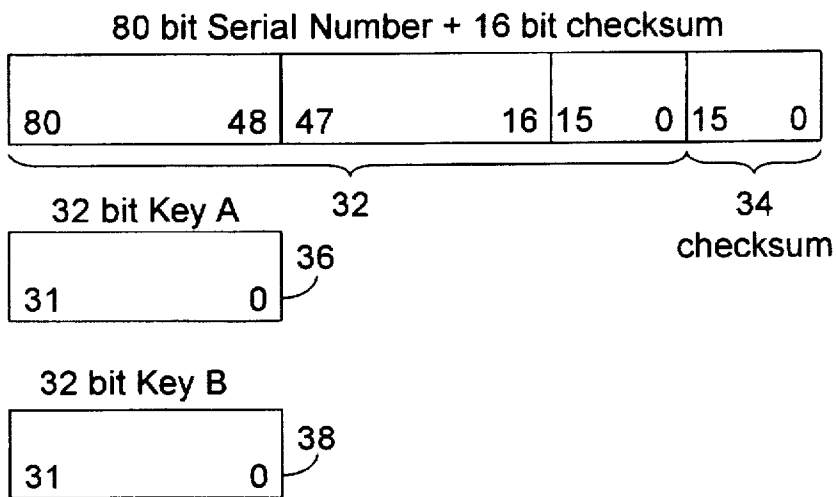 80 bit Serial Number + 16 bit checksum
80 48 47 16 15 0 15 0
32 34
checksum
32 bit Key A
36
31 0
32 bit Key B
38
31 0